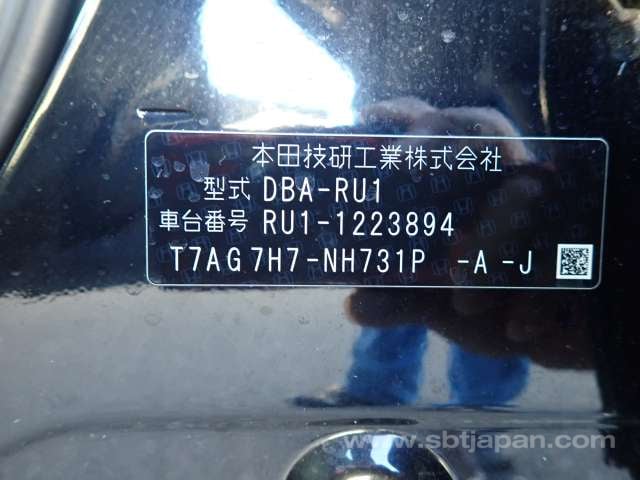 本田技研工業株式会社
型式 DBA-RU1
車台番号 RU1-1223894
T7AG7H7-NH731P -A -J
www.sbtjapan.com